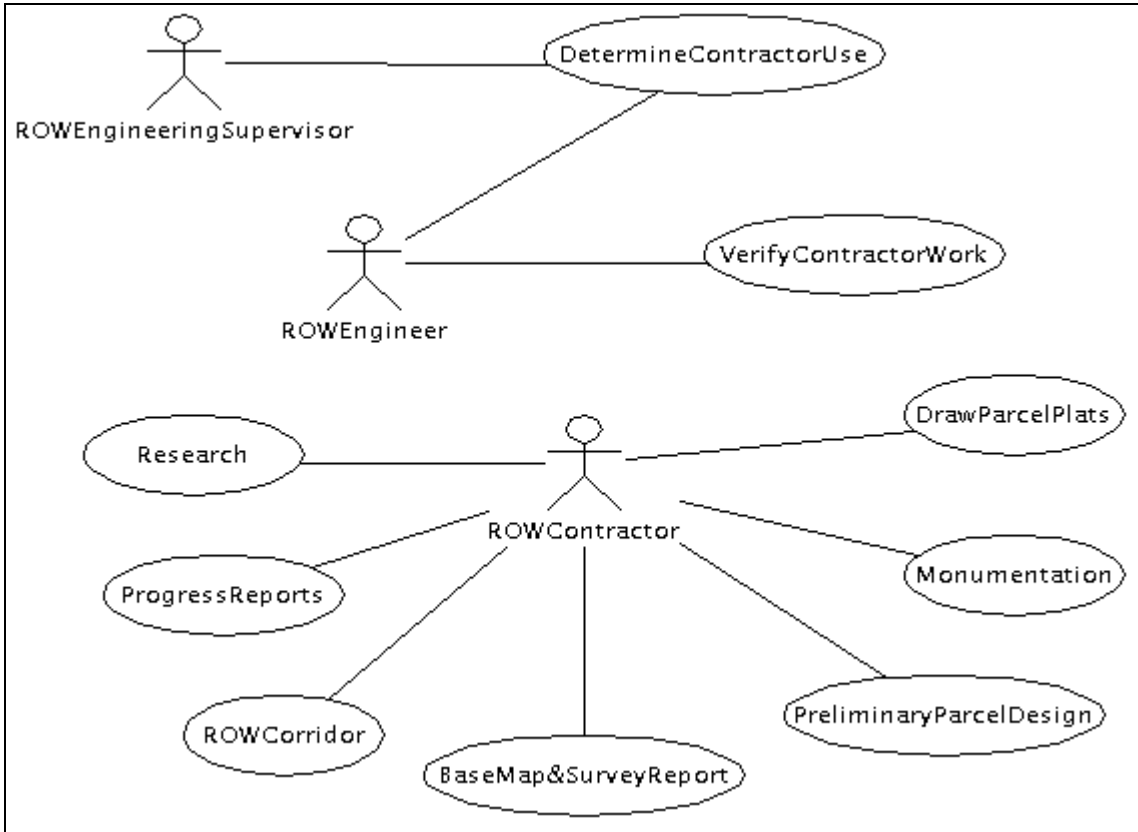 DetermineContractorUse
ROWEngineeringSupervisor
VerifyContractorWork
ROWEngineer
DrawParcelPlats
Research
ROWContractor
Monumentation
ProgressReports
PreliminaryParcelDesign
ROWCorridor
BaseMap&SurveyReport